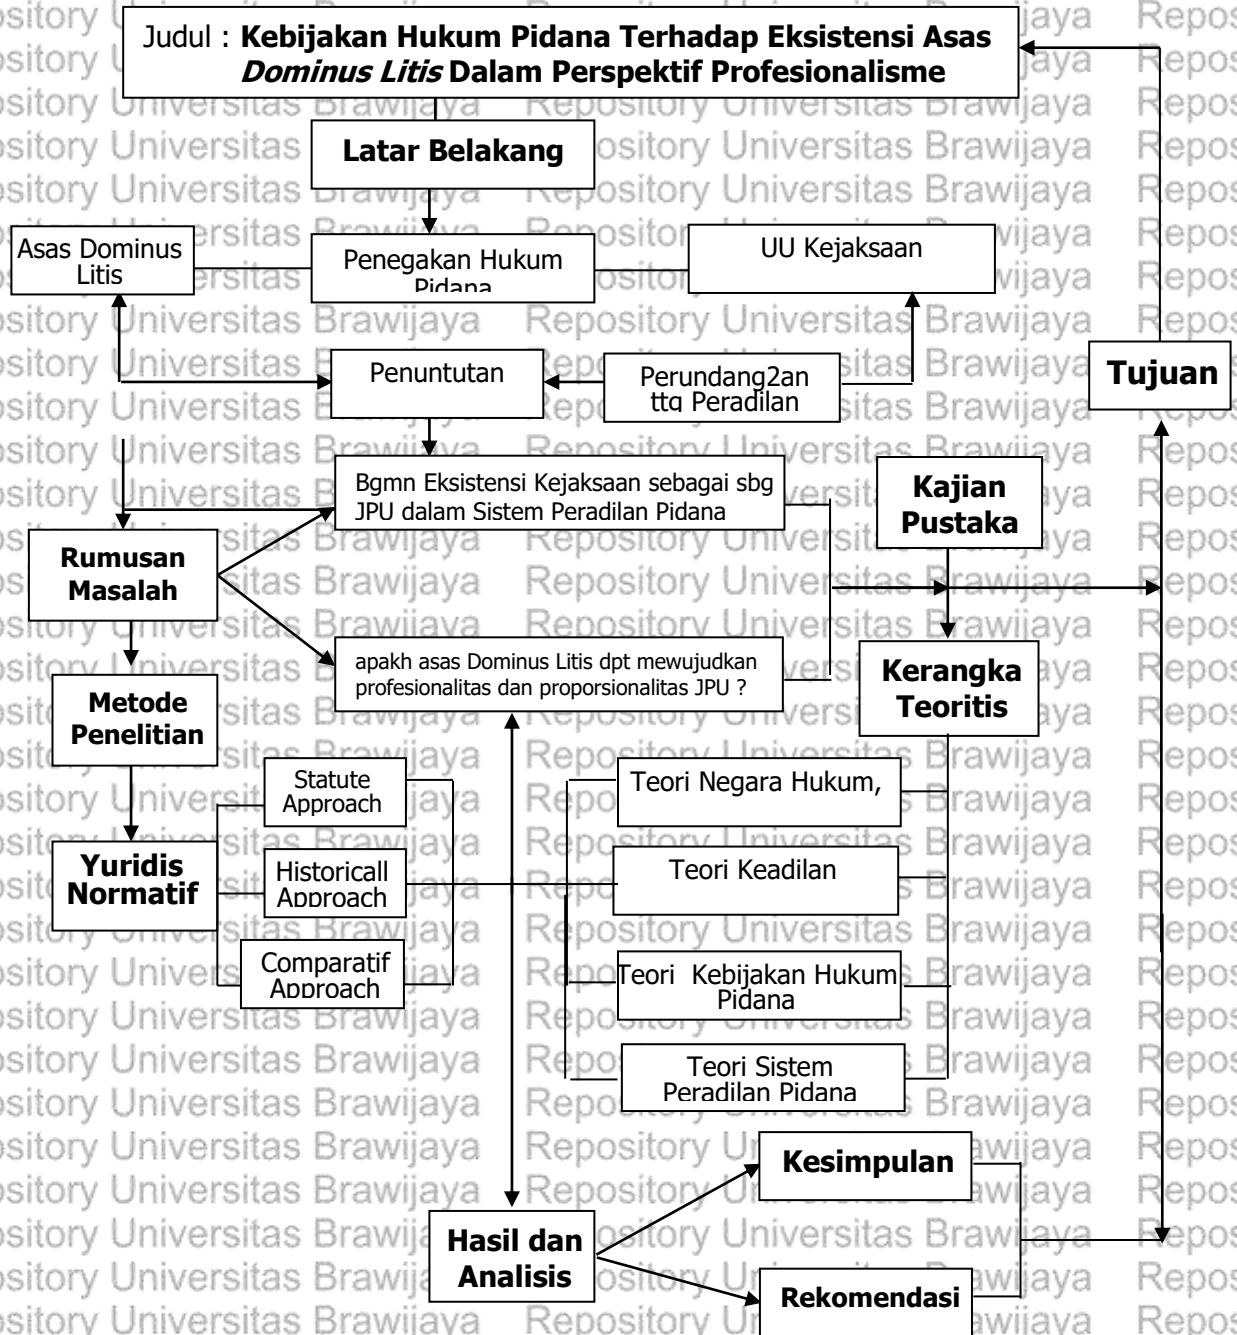 Judul : Kebijakan Hukum Pidana Terhadap Eksistensi Asas
Dominus Litis Dalam Perspektif Profesionalisme
Latar Belakang
Asas Dominus
Litis
Penegakan Hukum
Pidana
UU Kejaksaan
Penuntutan
Perundang2an
ttg Peradilan
Tujuan
Bgmn Eksistensi Kejaksaan sebagai sbg
JPU dalam Sistem Peradilan Pidana
Kajian
Pustaka
Rumusan
Masalah
apakh asas Dominus Litis dpt mewujudkan
profesionalitas dan proporsionalitas JPU ?
Kerangka
Teoritis
Metode
Penelitian
Statute
Approach
Teori Negara Hukum,
Yuridis
Normatif
Historicall
Approach
Teori Keadilan
Comparatif
Approach
Teori Kebijakan Hukum
Pidana
Teori Sistem
Peradilan Pidana
Kesimpulan
Hasil dan
Analisis
Rekomendasi
Repository Universitas Brawijaya